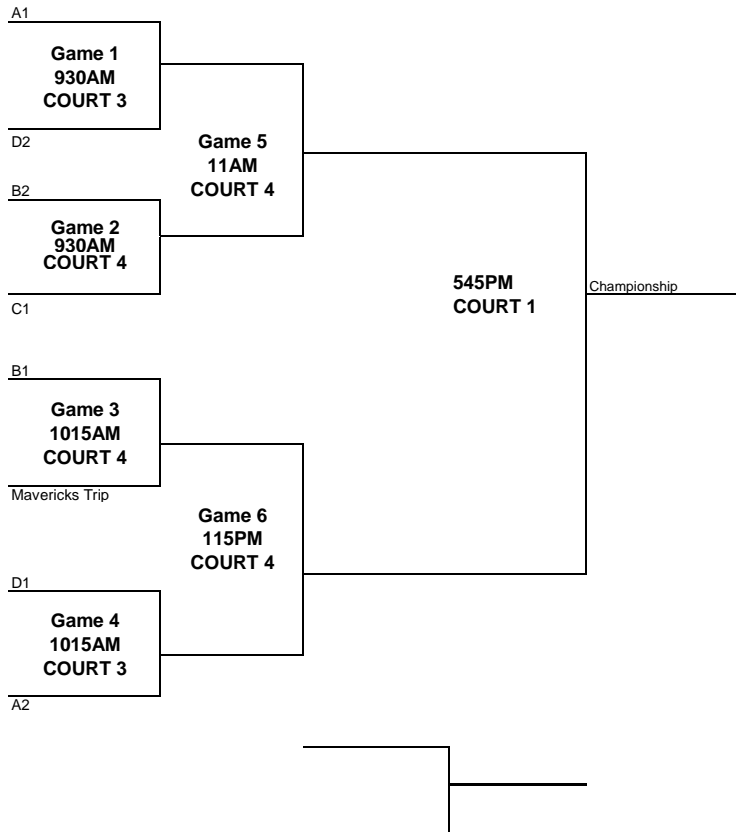 A1
Game 1
930AM
COURT 3
D2
Game 5
11AM
COURT 4
B2
Game 2
930AM
COURT 4
C1
545PM
COURT 1
Championship
B1
Game 3
1015AM
COURT 4
Mavericks Trip
Game 6
115PM
COURT 4
D1
Game 4
1015AM
COURT 3
A2